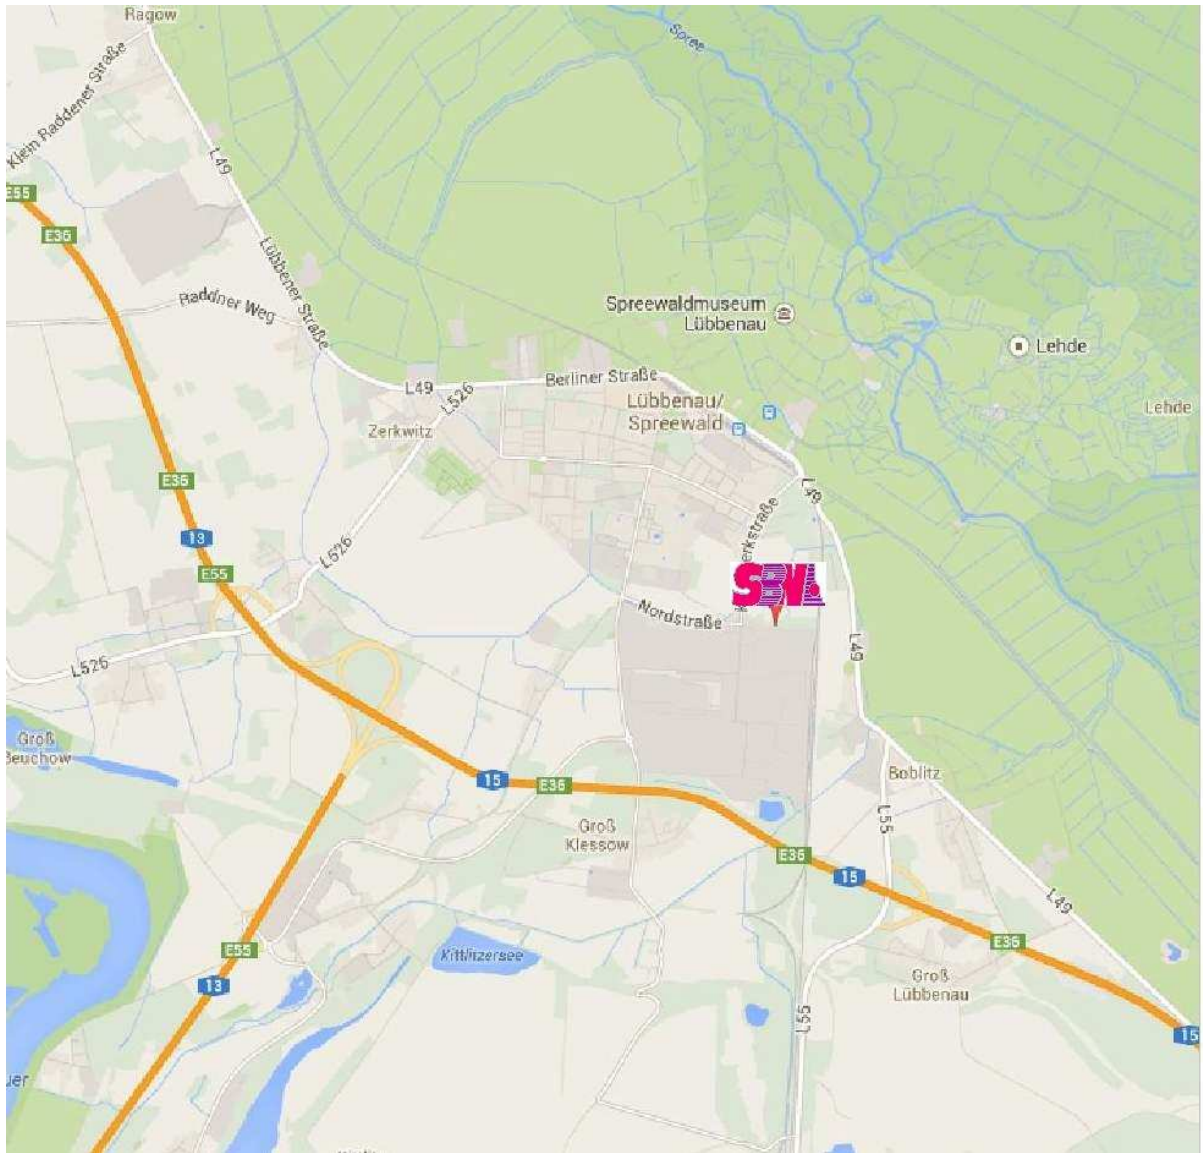 Ragow
Spree
Klein Raddener Straße
L49
E55
E36
Lübbener Straße
Raddner Weg
Spreewaldmuseum
Lübbenau
Lehde
Berliner Straße
L49
L526
Lübbenau/
Spreewald
Lehde
Zerkwitz
E36
L49
13
L526
erkstraße
E55
Nordstraße
L49
L526
Groß
Beuchow
15
E36
Boblitz
L55
Groß
Klessow
E36
15
L49
E55
Kittlitzersee
E36
13
Groß
Lübbenau
L55
15